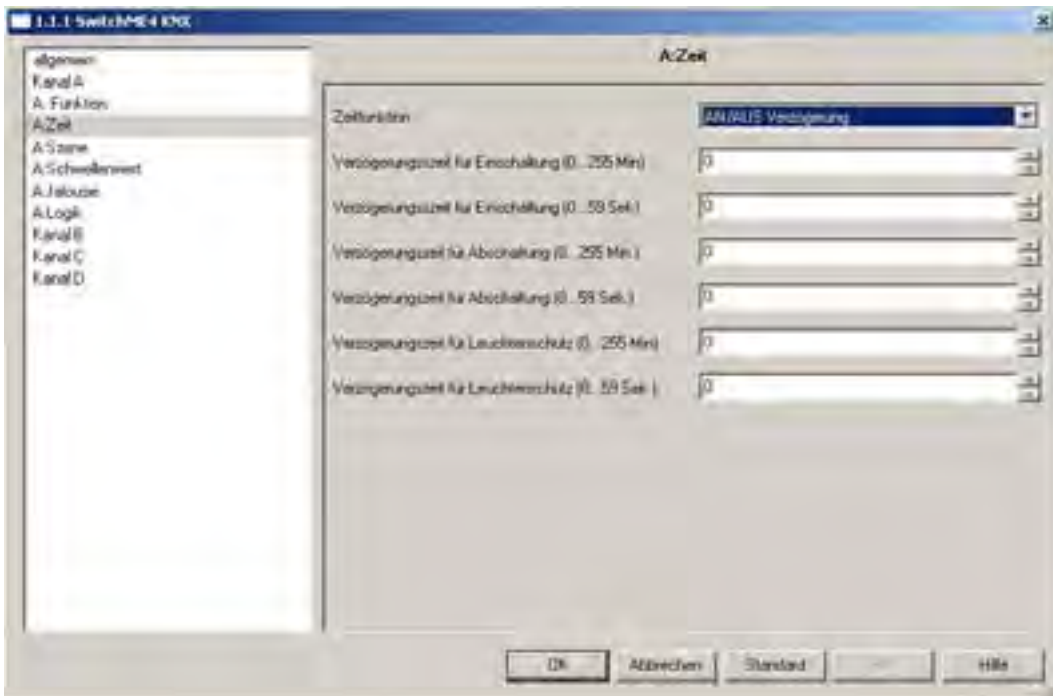 1.1.1 SwitchME4 KNX
allgemein
Kanal A
A: Funktion
A:Zeit
A:Szene
A:Schwellenwert
A:Jalousie
A:Logik
Kanal B
Kanal C
Kanal D
A:Zeit
Zeitfunktion
AN/AUS Verzögerung
Verzögerungszeit für Einschaltung (0...255 Min)
0
Verzögerungszeit für Einschaltung (0...59 Sek.)
0
Verzögerungszeit für Abschaltung (0...255 Min.)
0
Verzögerungszeit für Abschaltung (0...59 Sek.)
0
Verzögerungszeit für Leuchtenschutz (0...255 Min)
0
Verzögerungszeit für Leuchtenschutz (0...59 Sek.)
0
OK
Abbrechen
Standard
Hilfe